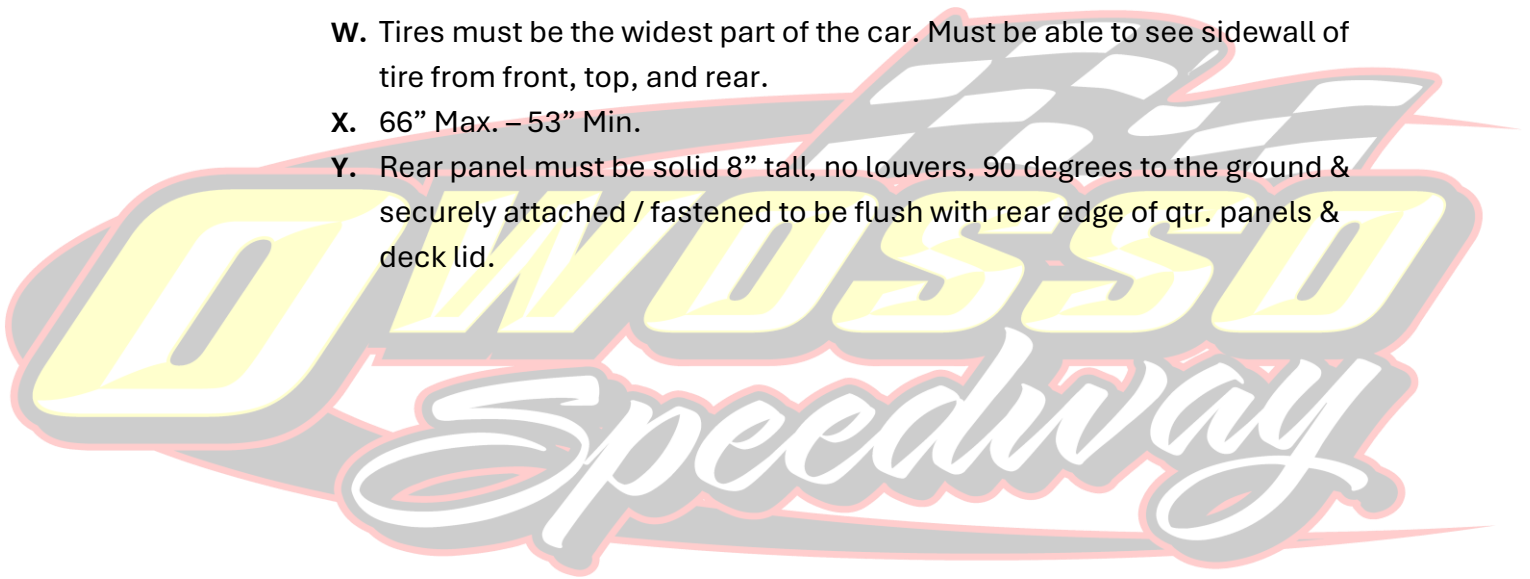 W. Tires must be the widest part of the car. Must be able to see sidewall of
tire from front, top, and rear.
X. 66” Max. – 53” Min.
Y. Rear panel must be solid 8” tall, no louvers, 90 degrees to the ground &
securely attached / fastened to be flush with rear edge of qtr. panels &
deck lid.
OWOSSO
Speedway